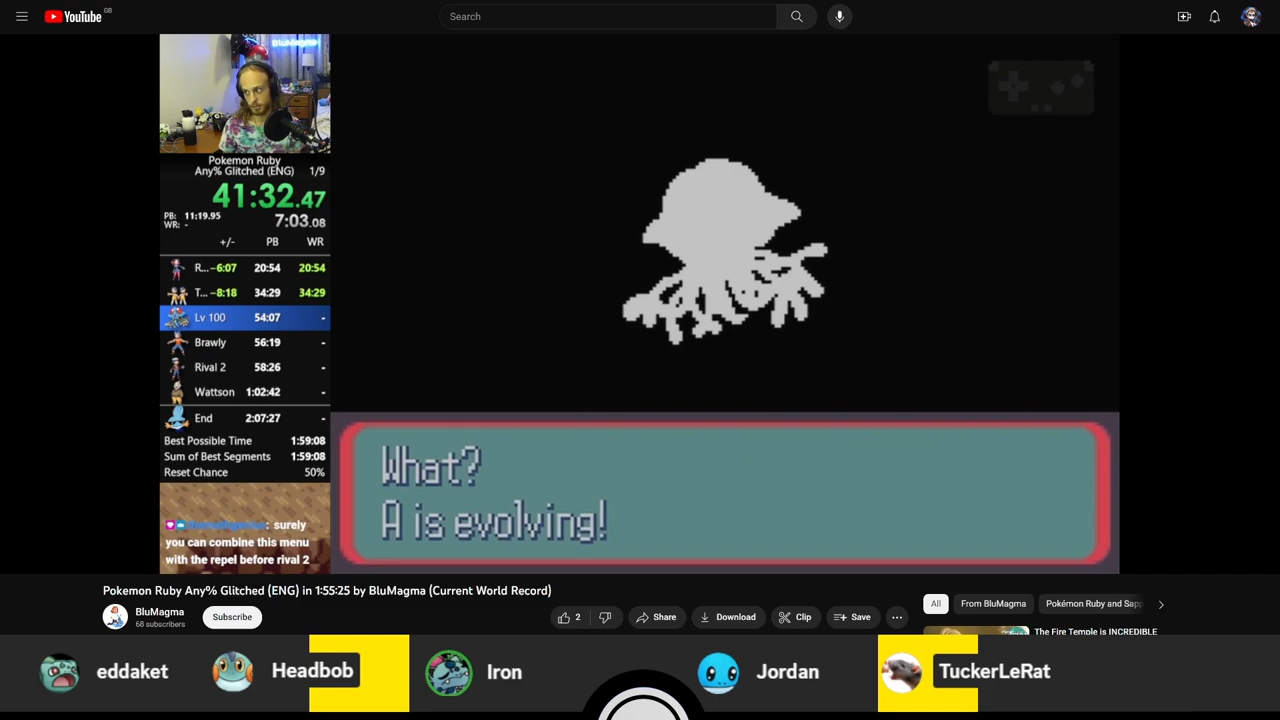 YouTube GB
Search
BLUMAGMA
Pokemon Ruby
Any% Glitched (ENG) 1/9
41:32.47
PB: 11:19.95
WR: -
7:03.08
+/- PB WR
R... −6:07 20:54 20:54
T... −8:18 34:29 34:29
Lv 100 54:07 -
Brawly 56:19 -
Rival 2 58:26 -
Wattson 1:02:42 -
End 2:07:27 -
Best Possible Time 1:59:08
Sum of Best Segments 1:59:08
Reset Chance 50%
: surely
you can combine this menu
with the repel before rival 2
What?
A is evolving!
Pokemon Ruby Any% Glitched (ENG) in 1:55:25 by BluMagma (Current World Record)
BluMagma
68 subscribers
Subscribe
2
Share
Download
Clip
Save
All
From BluMagma
Pokémon Ruby and Sapp
The Fire Temple is INCREDIBLE
eddaket
Headbob
Iron
Jordan
TuckerLeRat